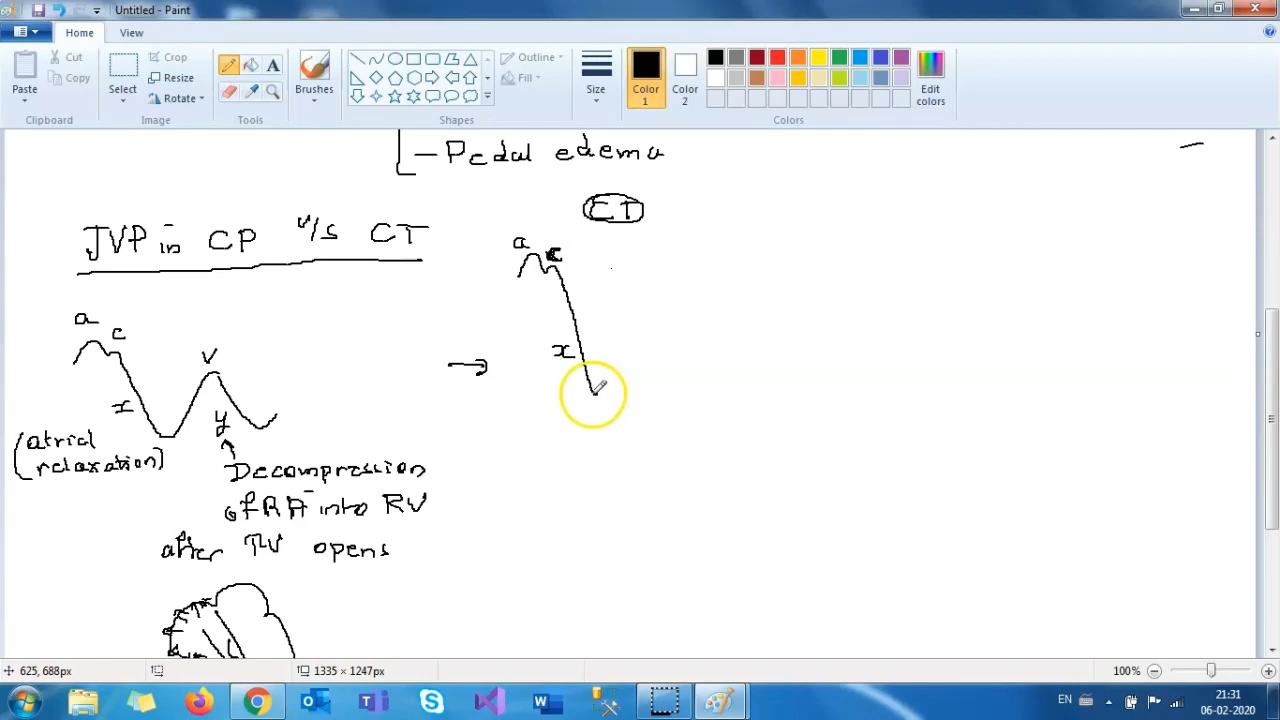 Untitled - Paint
Home
View
Paste
Cut
Copy
Clipboard
Select
Crop
Resize
Rotate
Image
Tools
Brushes
Shapes
Outline
Fill
Size
Color 1
Color 2
Edit colors
Colors
- Pedal edema
CT
JVP in CP v/s CT
a
c
a
c
v
x
x
y
(atrial relaxation)
Decompression
of RA into RV
after TV opens
625, 688px
1335 × 1247px
100%
EN
21:31
06-02-2020